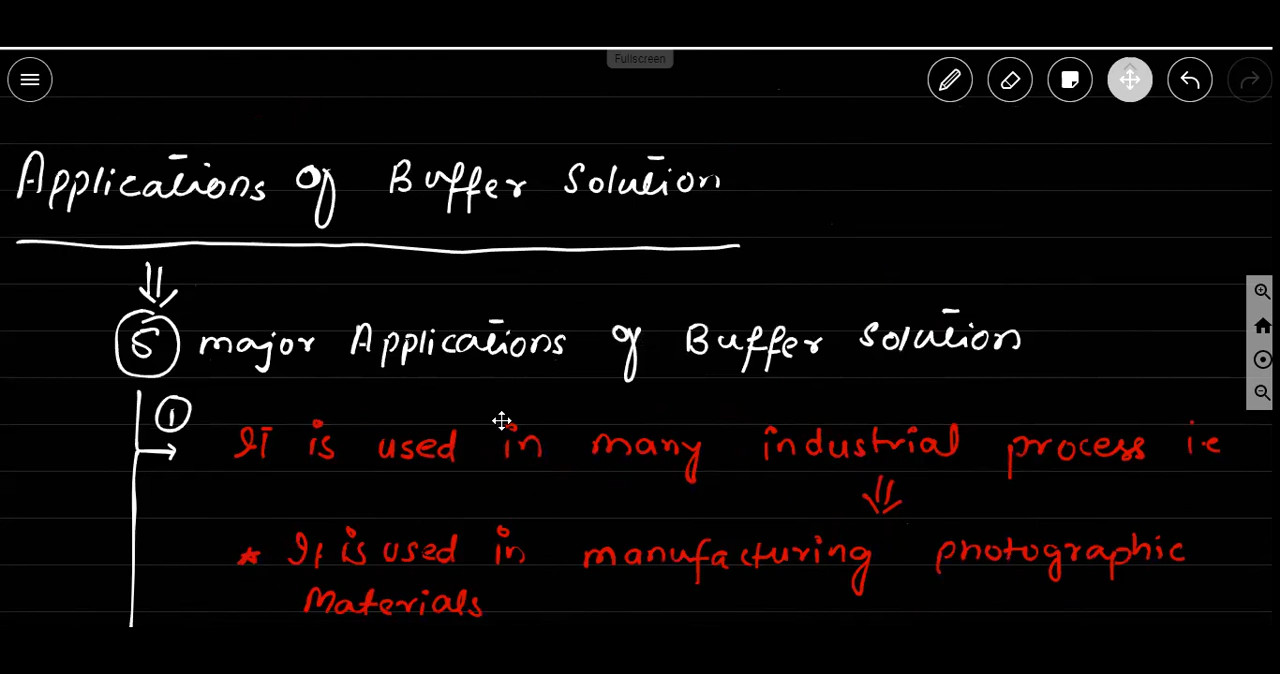 Fullscreen
Applications of Buffer Solution
5 major Applications of Buffer Solution
1
It is used in many industrial process i.e
* It is used in manufacturing photographic
Materials